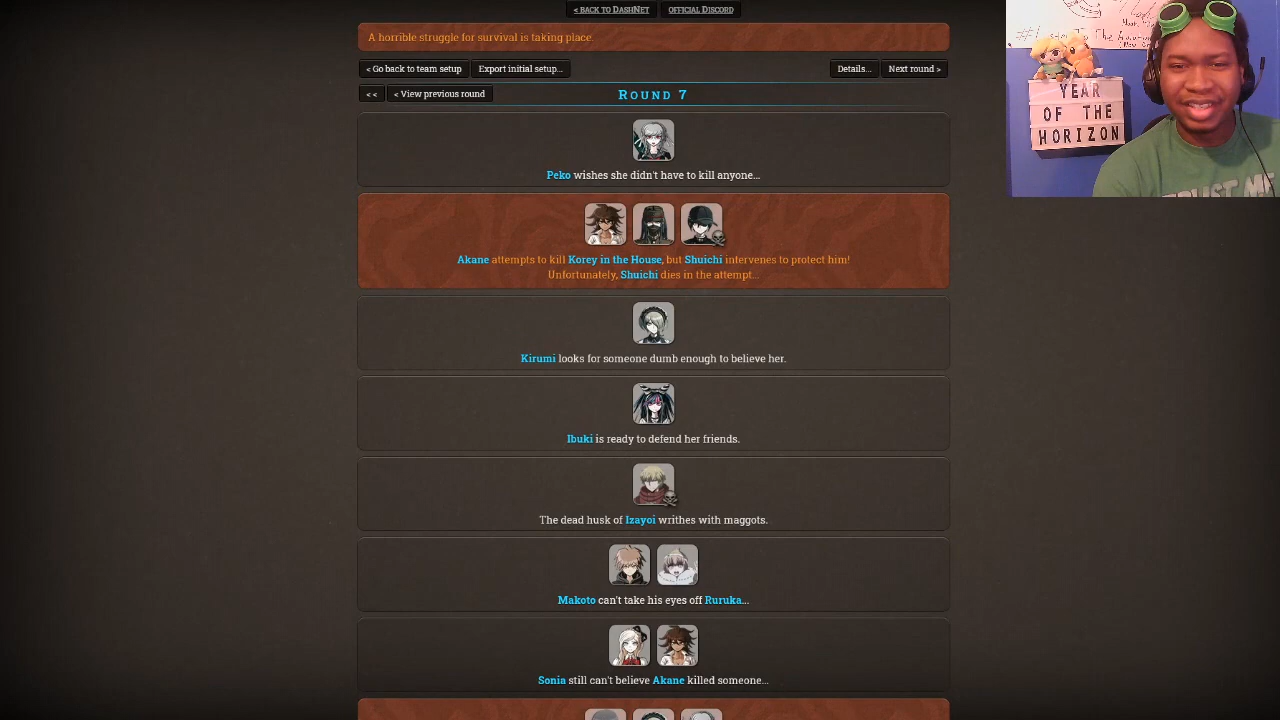 < BACK TO DASHNET
OFFICIAL DISCORD
A horrible struggle for survival is taking place.
< Go back to team setup
Export initial setup...
Details...
Next round >
< <
< View previous round
ROUND 7
Peko wishes she didn't have to kill anyone...
Akane attempts to kill Korey in the House, but Shuichi intervenes to protect him!
Unfortunately, Shuichi dies in the attempt...
Kirumi looks for someone dumb enough to believe her.
Ibuki is ready to defend her friends.
The dead husk of Izayoi writhes with maggots.
Makoto can't take his eyes off Ruruka...
Sonia still can't believe Akane killed someone...
YEAR
OF THE
HORIZON
TRUST ME